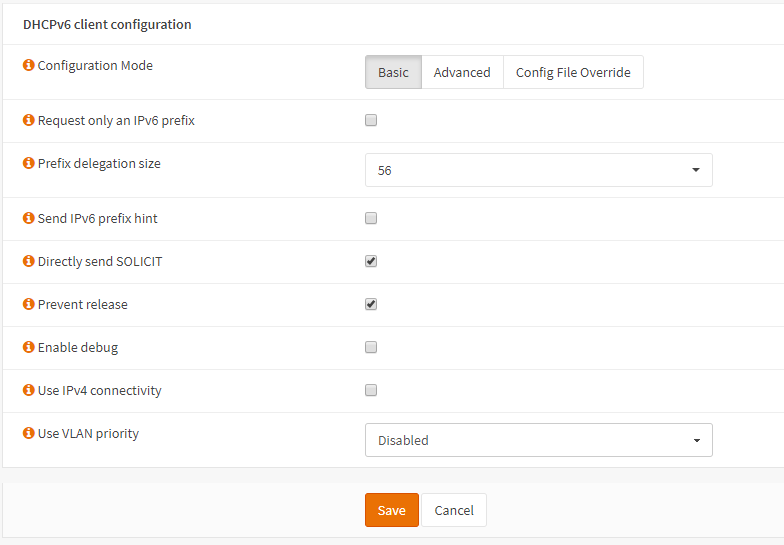 DHCPv6 client configuration
Configuration Mode
Basic Advanced Config File Override
Request only an IPv6 prefix
Prefix delegation size
56
Send IPv6 prefix hint
Directly send SOLICIT
Prevent release
Enable debug
Use IPv4 connectivity
Use VLAN priority
Disabled
Save Cancel